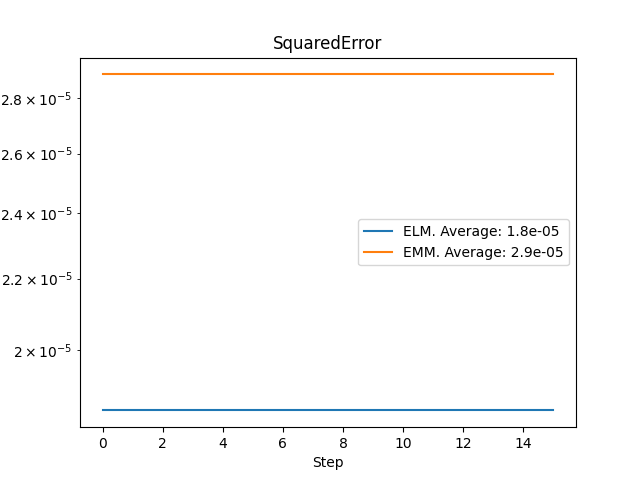 SquaredError
2.8 × 10⁻⁵
2.6 × 10⁻⁵
2.4 × 10⁻⁵
2.2 × 10⁻⁵
2 × 10⁻⁵
ELM. Average: 1.8e-05
EMM. Average: 2.9e-05
0 2 4 6 8 10 12 14
Step